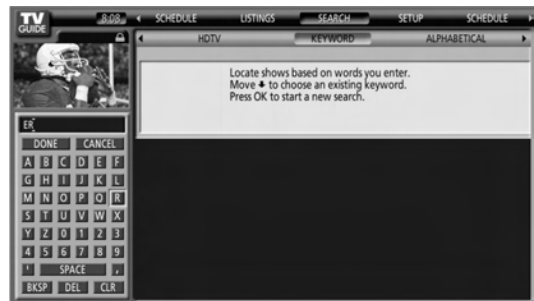 TV GUIDE 8:08 SCHEDULE LISTINGS SEARCH SETUP SCHEDULE
HDTV KEYWORD ALPHABETICAL
Locate shows based on words you enter.
Move to choose an existing keyword.
Press OK to start a new search.
ER
DONE CANCEL
A B C D E F
G H I J K L
M N O P Q R
S T U V W X
Y Z 0 1 2 3
4 5 6 7 8 9
' SPACE ,
BKSP DEL CLR